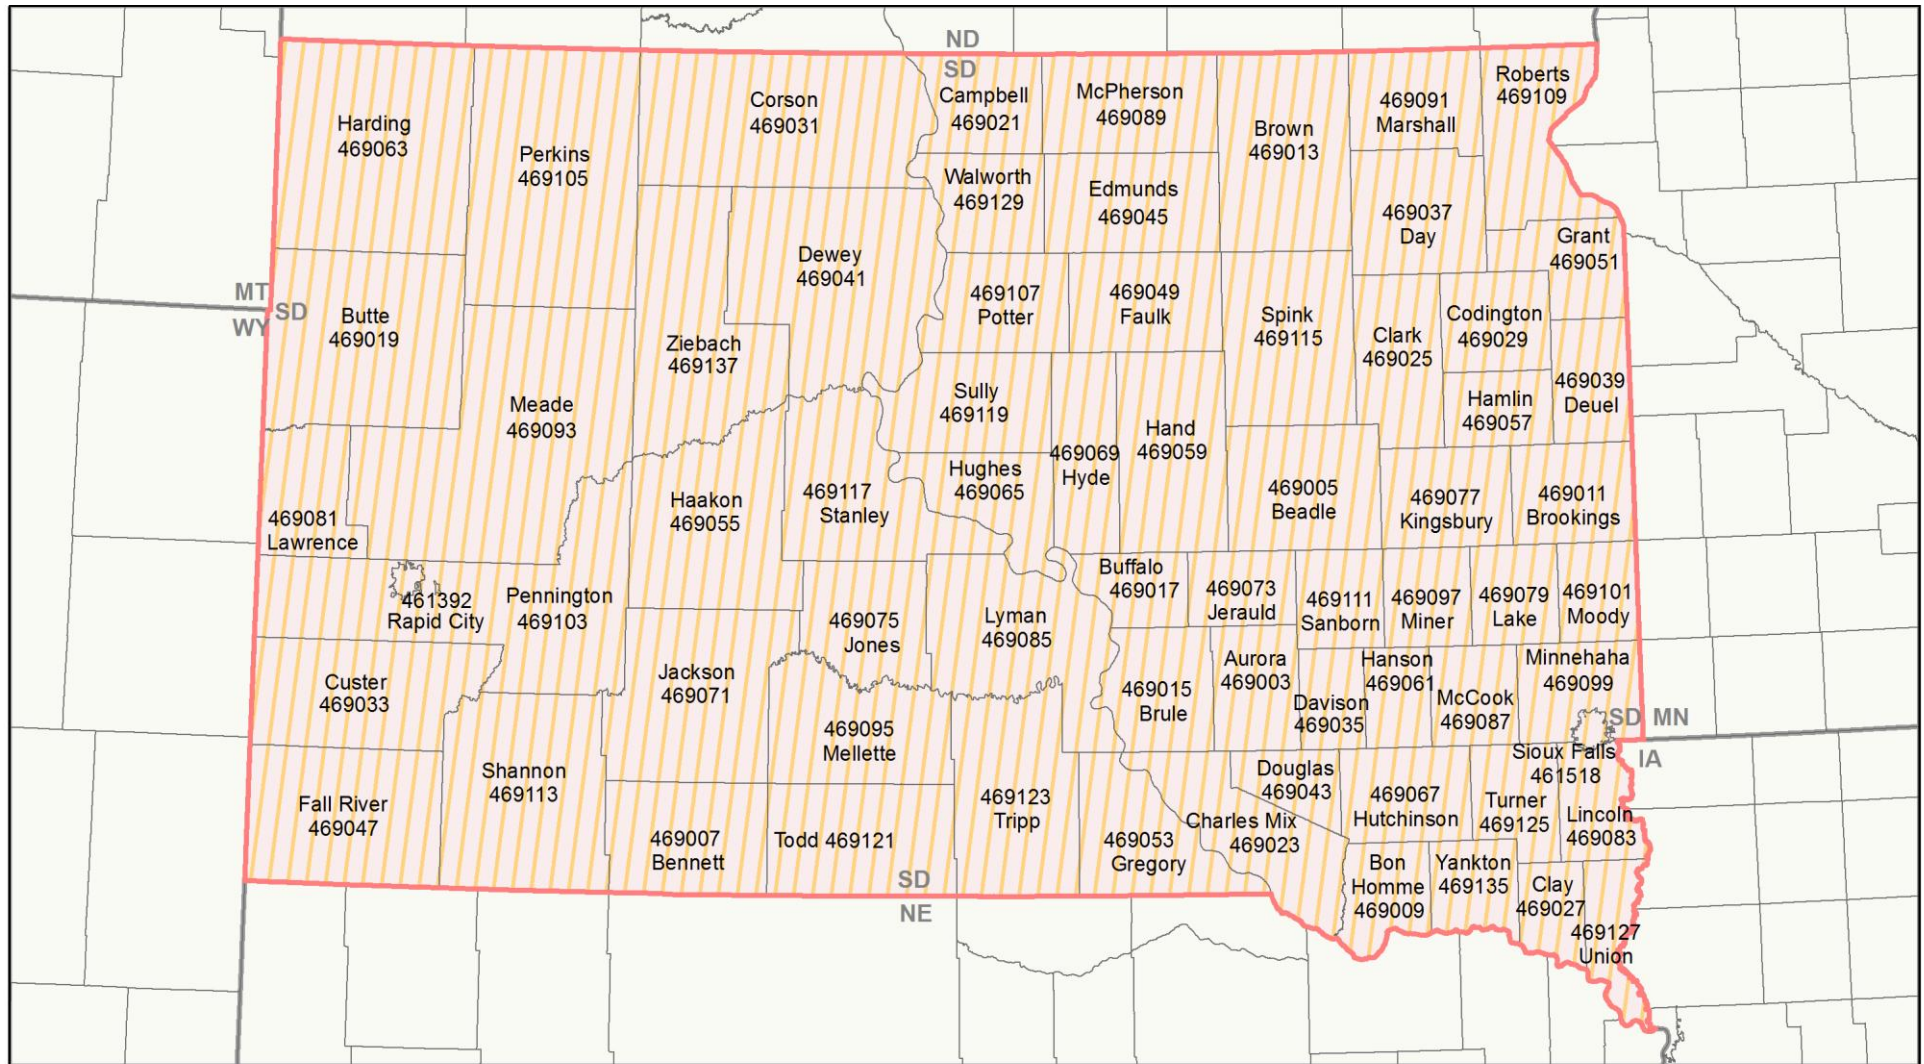 ND
SD
Harding
469063
Perkins
469105
Corson
469031
Campbell
469021
McPherson
469089
Brown
469013
469091
Marshall
Roberts
469109
Walworth
469129
Edmunds
469045
469037
Day
Grant
469051
Dewey
469041
MT
SD
WY
Butte
469019
Ziebach
469137
469107
Potter
469049
Faulk
Spink
469115
Clark
469025
Codington
469029
469039
Deuel
Meade
469093
Sully
469119
Hand
469059
Hamlin
469057
469069
Hyde
Hughes
469065
469081
Lawrence
Haakon
469055
469117
Stanley
469005
Beadle
469077
Kingsbury
469011
Brookings
461392
Rapid City
Pennington
469103
469075
Jones
Lyman
469085
Buffalo
469017
469073
Jerauld
469111
Sanborn
469097
Miner
469079
Lake
469101
Moody
Custer
469033
Jackson
469071
469095
Mellette
469015
Brule
Aurora
469003
Davison
469035
Hanson
469061
McCook
469087
Minnehaha
469099
SD MN
IA
Sioux Falls
461518
Fall River
469047
Shannon
469113
469007
Bennett
Todd 469121
469123
Tripp
469053
Gregory
Charles Mix
469023
Douglas
469043
469067
Hutchinson
Turner
469125
Lincoln
469083
Bon
Homme
469009
Yankton
469135
Clay
469027
469127
Union
SD
NE